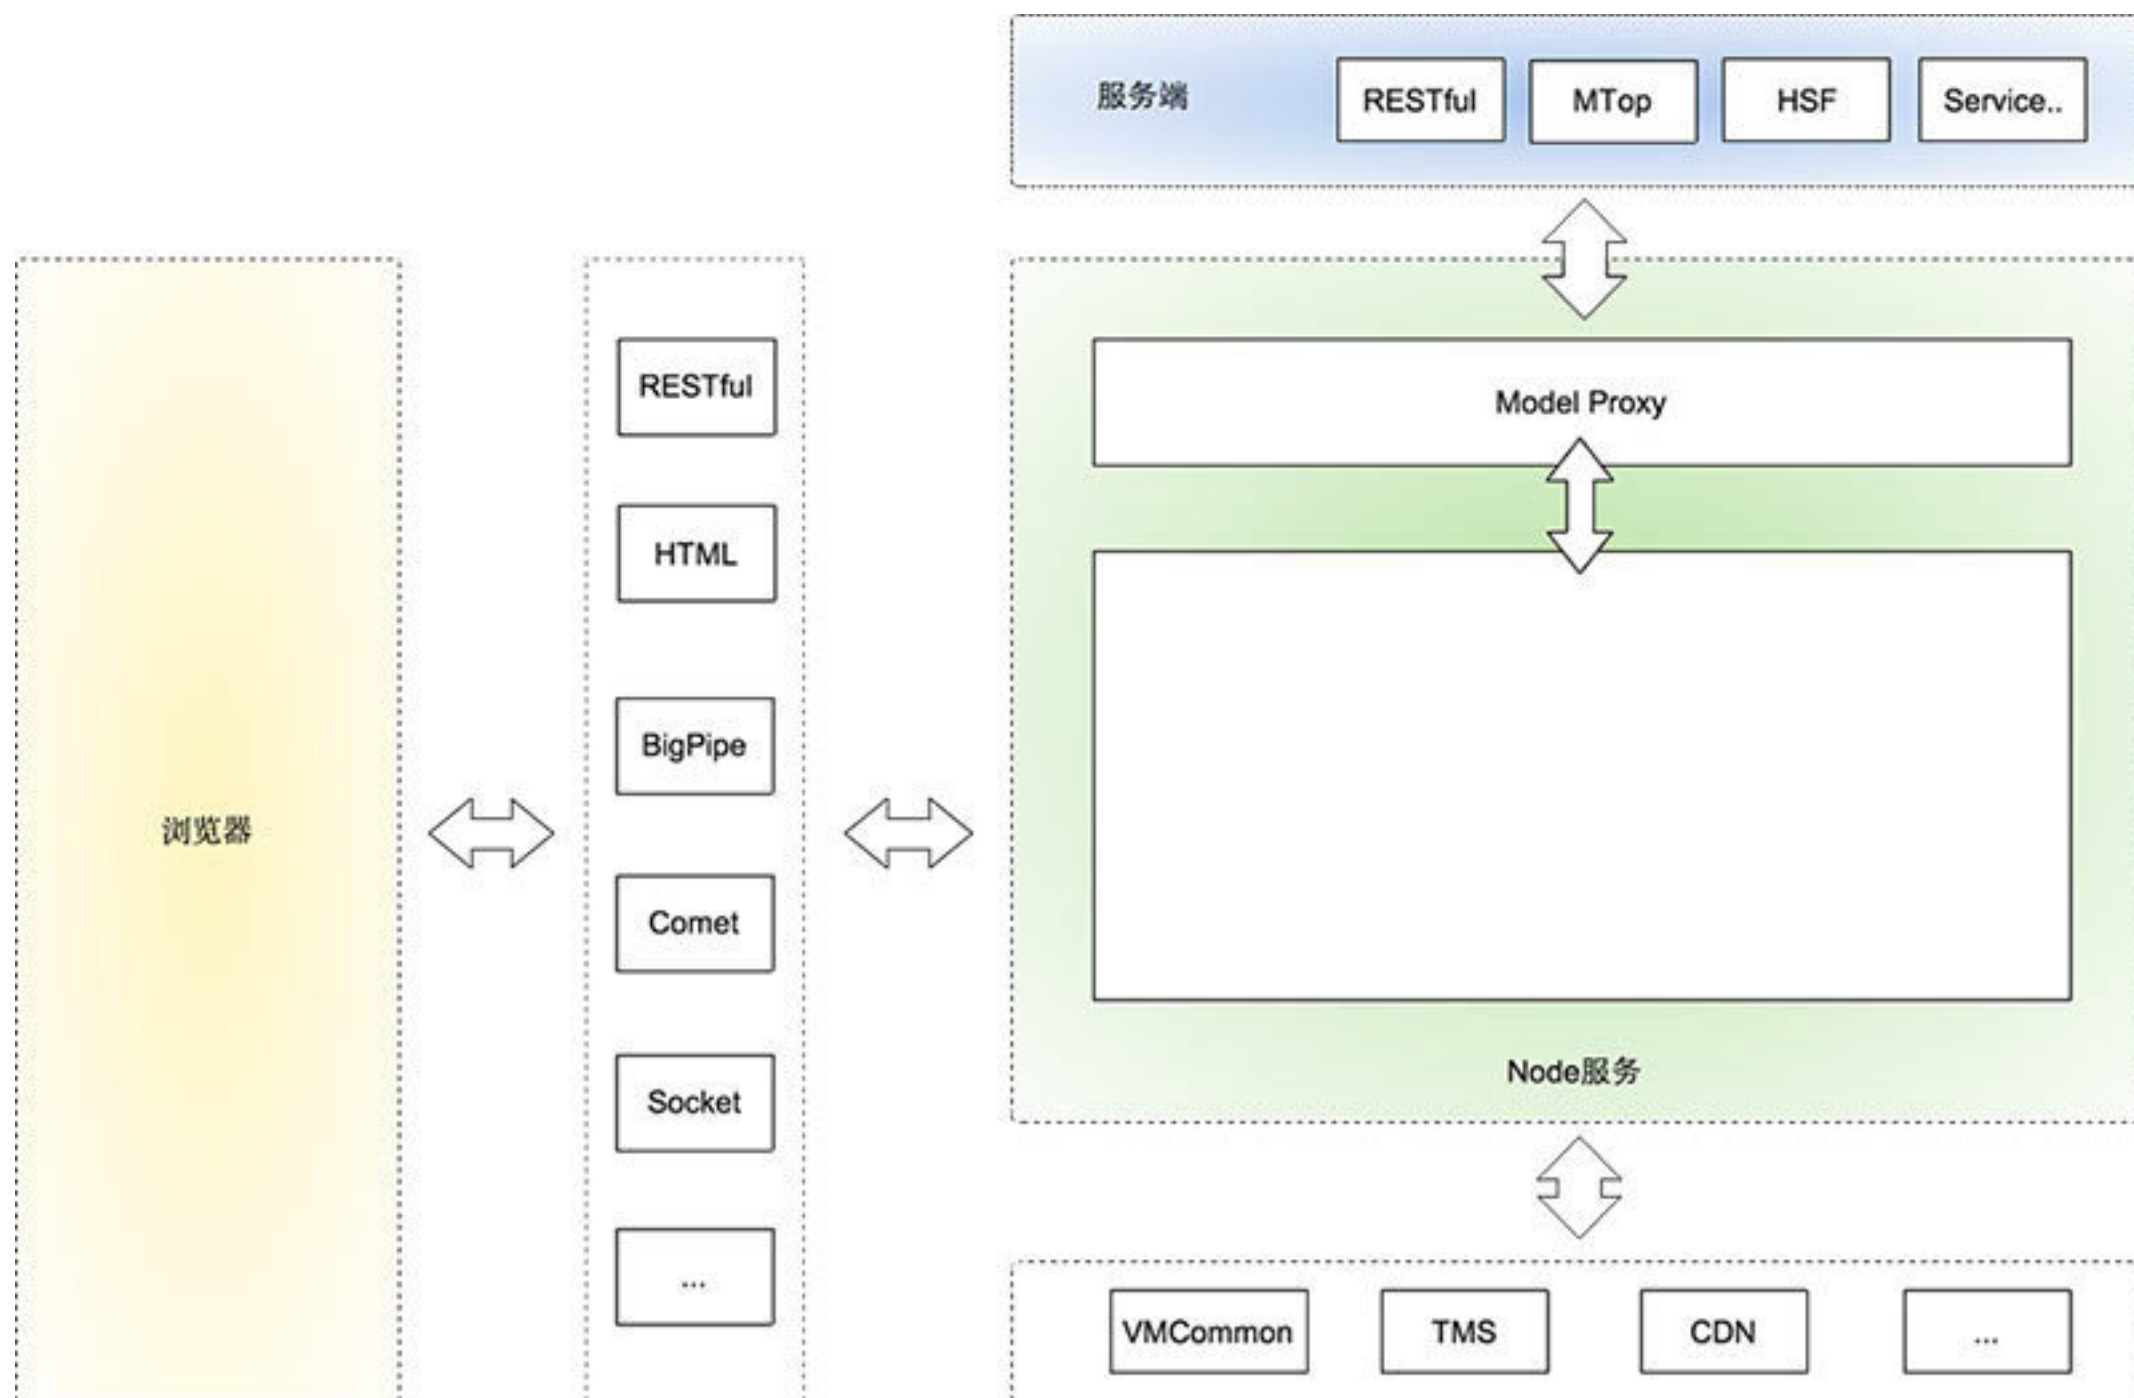 服务端
RESTful
MTop
HSF
Service..
浏览器
RESTful
HTML
BigPipe
Comet
Socket
...
Model Proxy
Node服务
VMCommon
TMS
CDN
...